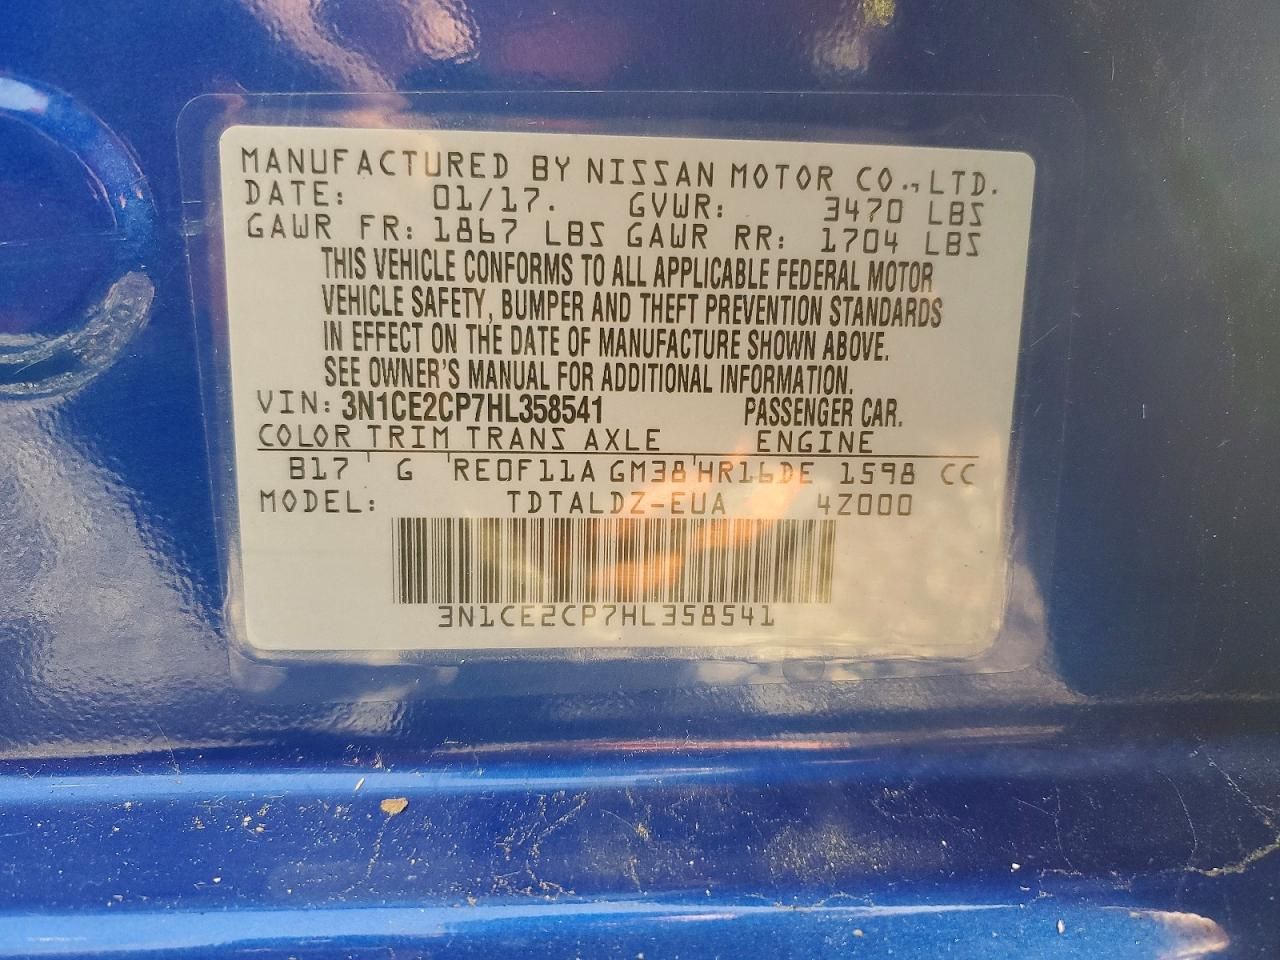 MANUFACTURED BY NISSAN MOTOR CO., LTD.
DATE: 01/17. GVWR: 3470 LBS
GAWR FR: 1867 LBS GAWR RR: 1704 LBS
THIS VEHICLE CONFORMS TO ALL APPLICABLE FEDERAL MOTOR
VEHICLE SAFETY, BUMPER AND THEFT PREVENTION STANDARDS
IN EFFECT ON THE DATE OF MANUFACTURE SHOWN ABOVE.
SEE OWNER'S MANUAL FOR ADDITIONAL INFORMATION.
VIN: 3N1CE2CP7HL358541 PASSENGER CAR.
COLOR TRIM TRANS AXLE ENGINE
B17 G RE0F11A GM38 HR16DE 1598 CC
MODEL: TDTALDZ-EUA 4Z000
3N1CE2CP7HL358541